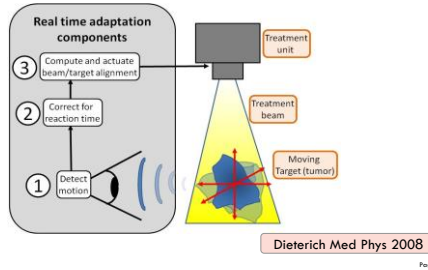 Real time adaptation
components
3
Compute and actuate
beam/target alignment
2
Correct for
reaction time
1
Detect
motion
Treatment
unit
Treatment
beam
Moving
Target (tumor)
Dieterich Med Phys 2008